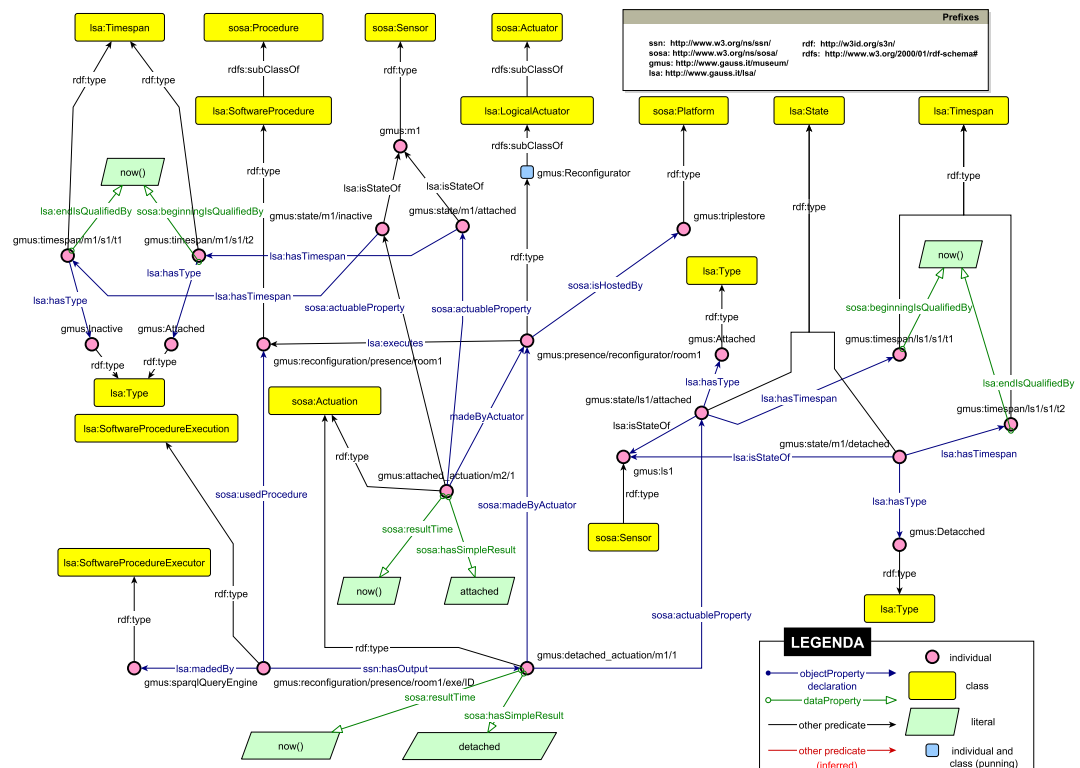 lsa:Timespan
sosa:Procedure
sosa:Sensor
sosa:Actuator
Prefixes
ssn: http://www.w3.org/ns/ssn/
sosa: http://www.w3.org/ns/sosa/
gmus: http://www.gauss.it/museum/
lsa: http://www.gauss.it/lsa/
rdf: http://w3id.org/s3n/
rdfs: http://www.w3.org/2000/01/rdf-schema#
rdf:type
rdf:type
rdfs:subClassOf
rdf:type
rdfs:subClassOf
lsa:SoftwareProcedure
lsa:LogicalActuator
sosa:Platform
lsa:State
lsa:Timespan
gmus:m1
rdfs:subClassOf
now()
rdf:type
gmus:Reconfigurator
rdf:type
rdf:type
rdf:type
lsa:isStateOf
lsa:isStateOf
lsa:endIsQualifiedBy
sosa:beginningIsQualifiedBy
gmus:state/m1/inactive
gmus:state/m1/attached
gmus:triplestore
gmus:timespan/m1/s1/t1
gmus:timespan/m1/s1/t2
lsa:hasTimespan
rdf:type
now()
lsa:hasType
lsa:hasType
lsa:hasTimespan
lsa:Type
sosa:isHostedBy
sosa:actuableProperty
sosa:actuableProperty
sosa:beginningIsQualifiedBy
rdf:type
gmus:Inactive
gmus:Attached
lsa:executes
gmus:Attached
gmus:timespan/ls1/s1/t1
gmus:reconfiguration/presence/room1
gmus:presence/reconfigurator/room1
rdf:type
rdf:type
lsa:hasType
lsa:endIsQualifiedBy
lsa:Type
sosa:Actuation
gmus:state/ls1/attached
lsa:hasTimespan
gmus:timespan/ls1/s1/t2
madeByActuator
lsa:SoftwareProcedureExecution
lsa:isStateOf
gmus:state/m1/detached
rdf:type
lsa:isStateOf
lsa:hasTimespan
gmus:ls1
gmus:attached_actuation/m2/1
sosa:usedProcedure
rdf:type
lsa:hasType
sosa:madeByActuator
sosa:resultTime
sosa:hasSimpleResult
sosa:Sensor
gmus:Detacched
lsa:SoftwareProcedureExecutor
rdf:type
now()
attached
rdf:type
lsa:Type
rdf:type
sosa:actuableProperty
rdf:type
LEGENDA
gmus:detached_actuation/m1/1
individual
lsa:madedBy
ssn:hasOutput
gmus:sparqlQueryEngine
gmus:reconfiguration/presence/room1/exe/ID
objectProperty
declaration
class
sosa:resultTime
dataProperty
sosa:hasSimpleResult
other predicate
literal
now()
detached
other predicate
(inferred)
individual and
class (punning)